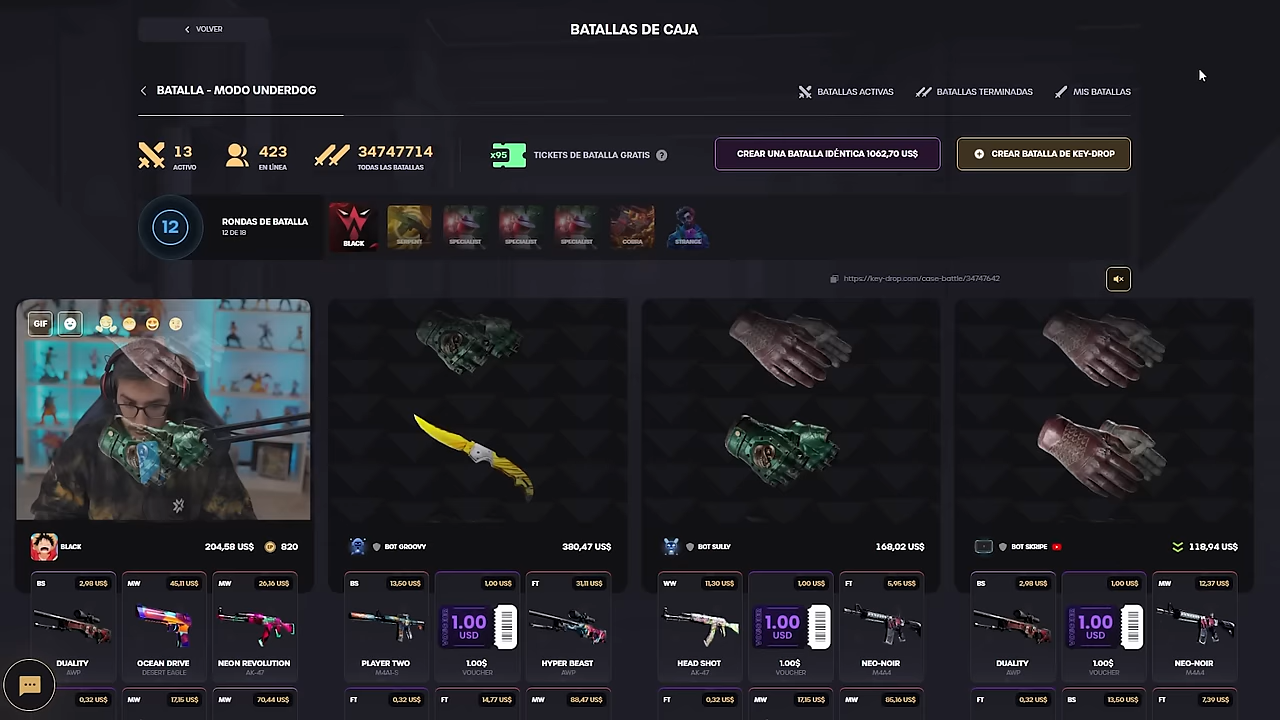 VOLVER
BATALLAS DE CAJA
BATALLA - MODO UNDERDOG
BATALLAS ACTIVAS
BATALLAS TERMINADAS
MIS BATALLAS
13
ACTIVO
423
EN LÍNEA
34747714
TODAS LAS BATALLAS
x95
TICKETS DE BATALLA GRATIS ?
CREAR UNA BATALLA IDÉNTICA 1062,70 US$
CREAR BATALLA DE KEY-DROP
12
RONDAS DE BATALLA
12 DE 18
BLACK
SERPENT
SPECIALIST
SPECIALIST
SPECIALIST
COBRA
STRANGE
https://key-drop.com/case-battle/34747642
GIF
BLACK 204,58 US$ 820
BOT GROOVY 380,47 US$
BOT SULLY 168,02 US$
BOT SKRIPE 118,94 US$
BS 2,98 US$
MW 45,11 US$
MW 26,16 US$
BS 13,50 US$
1,00 US$
FT 31,11 US$
WW 11,30 US$
1,00 US$
FT 5,95 US$
BS 2,98 US$
1,00 US$
MW 12,37 US$
1.00 USD
1.00 USD
1.00 USD
DUALITY
AWP
OCEAN DRIVE
DESERT EAGLE
NEON REVOLUTION
AK-47
PLAYER TWO
M4A1-S
1.00$
VOUCHER
HYPER BEAST
AWP
HEAD SHOT
AK-47
1.00$
VOUCHER
NEO-NOIR
M4A4
DUALITY
AWP
1.00$
VOUCHER
NEO-NOIR
M4A4
0,32 US$
MW 17,15 US$
MW 70,44 US$
FT 0,32 US$
FT 14,77 US$
MW 88,47 US$
FT 0,32 US$
MW 17,15 US$
MW 85,16 US$
FT 0,32 US$
BS 13,50 US$
FT 7,39 US$